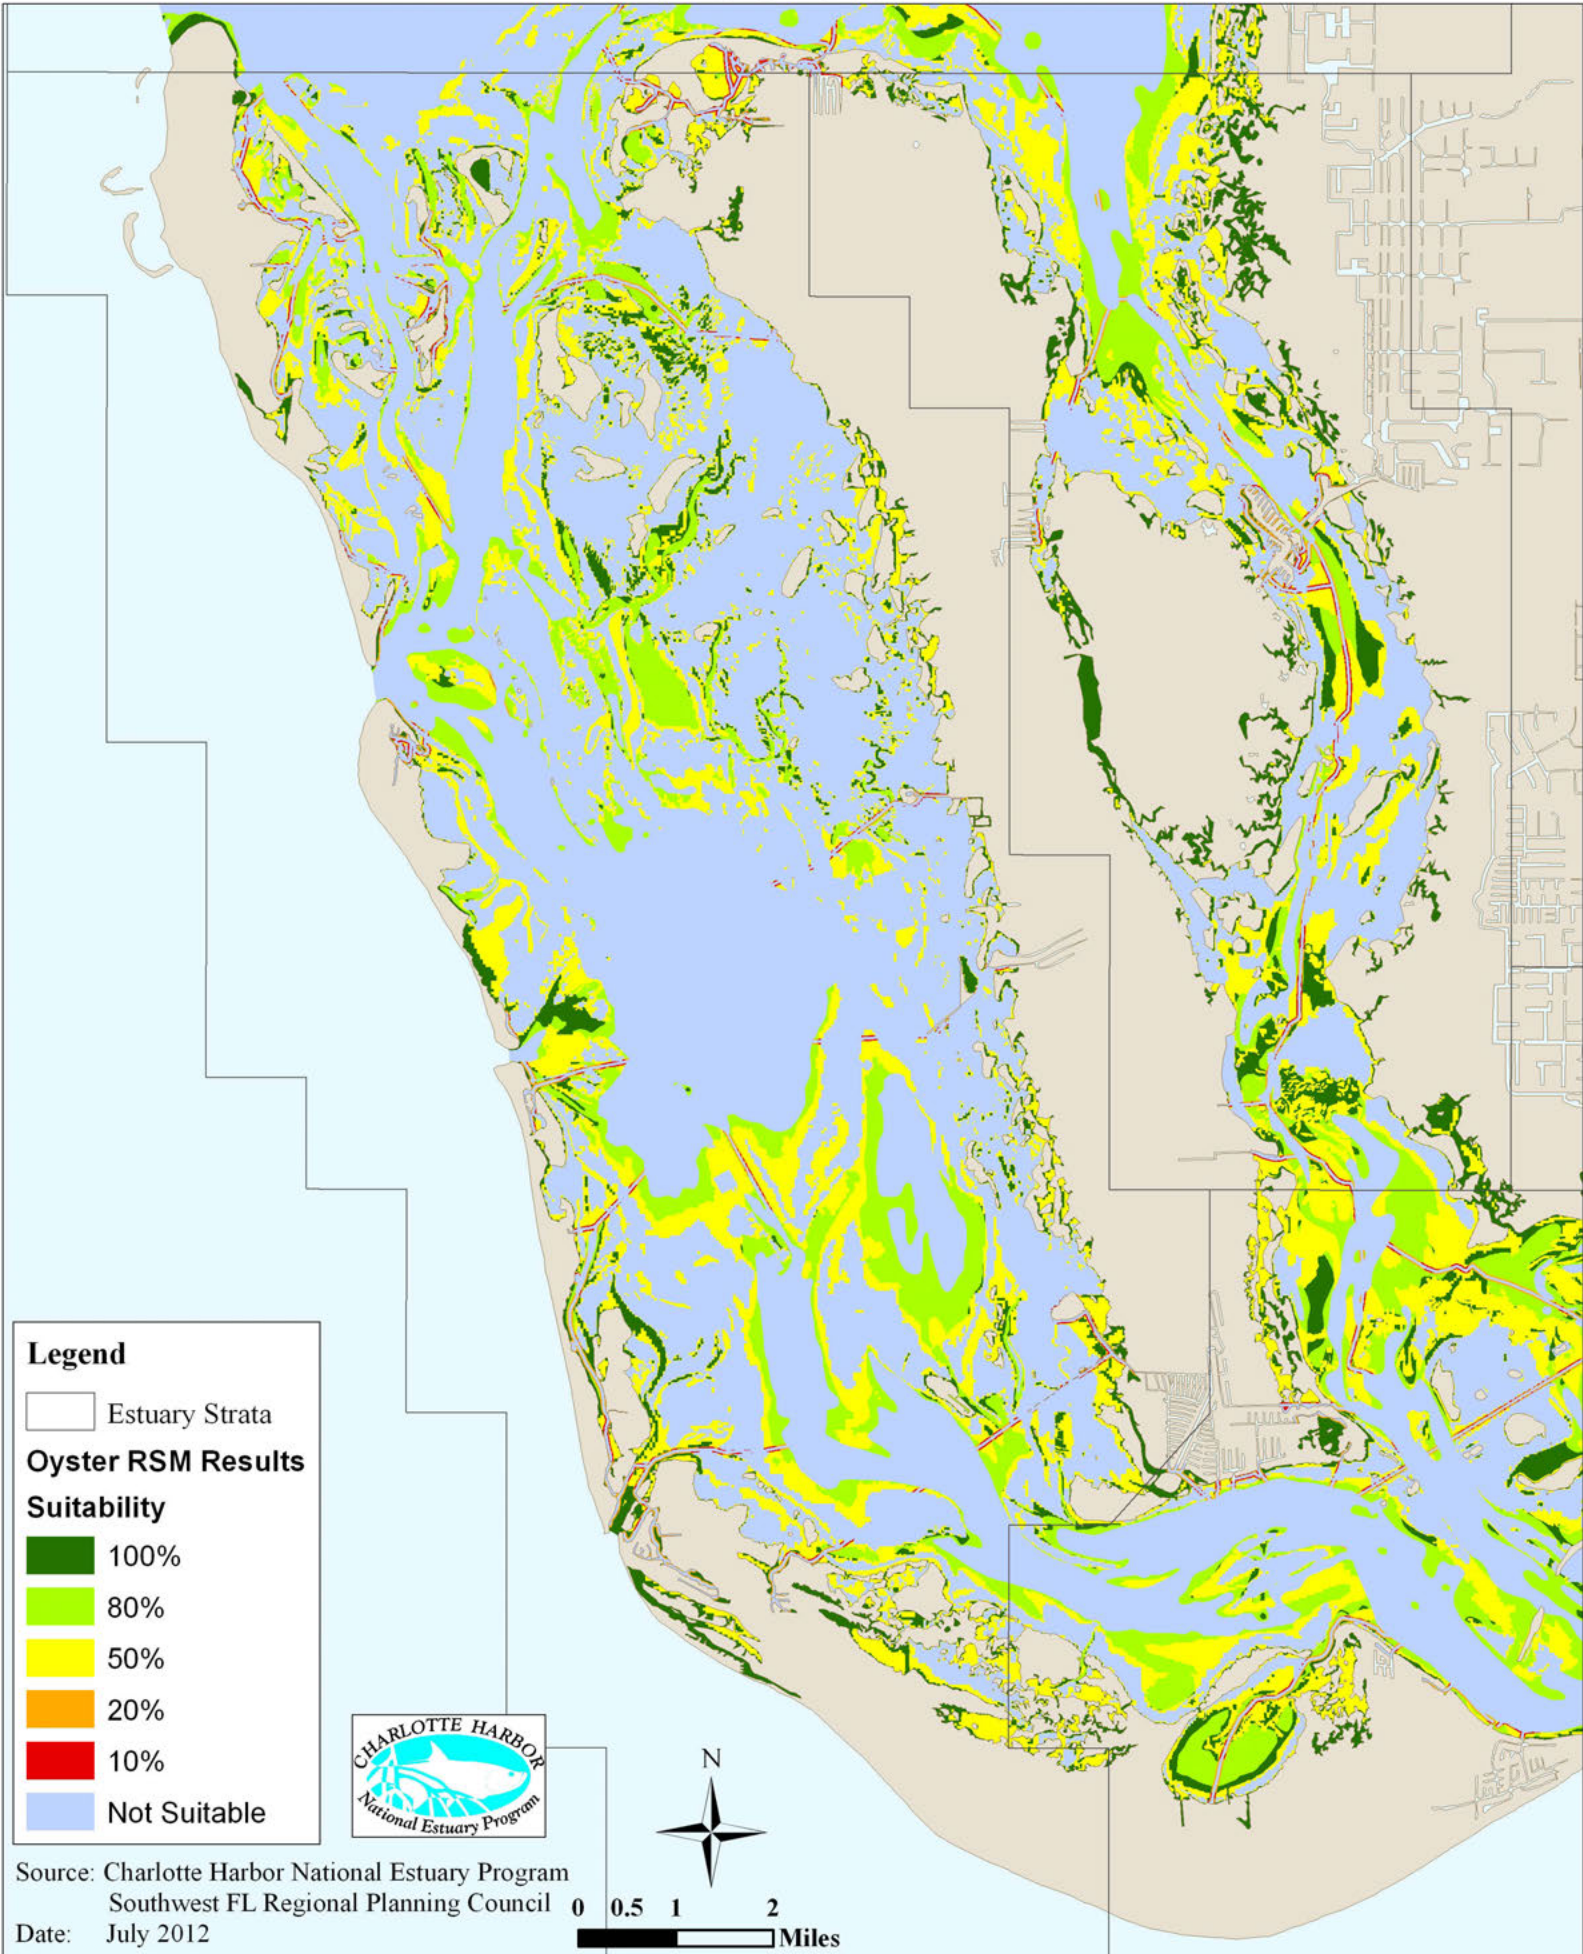 Legend
Estuary Strata
Oyster RSM Results
Suitability
100%
80%
50%
20%
10%
Not Suitable
CHARLOTTE HARBOR
National Estuary Program
N
Source: Charlotte Harbor National Estuary Program
Southwest FL Regional Planning Council
Date: July 2012
0 0.5 1 2
Miles